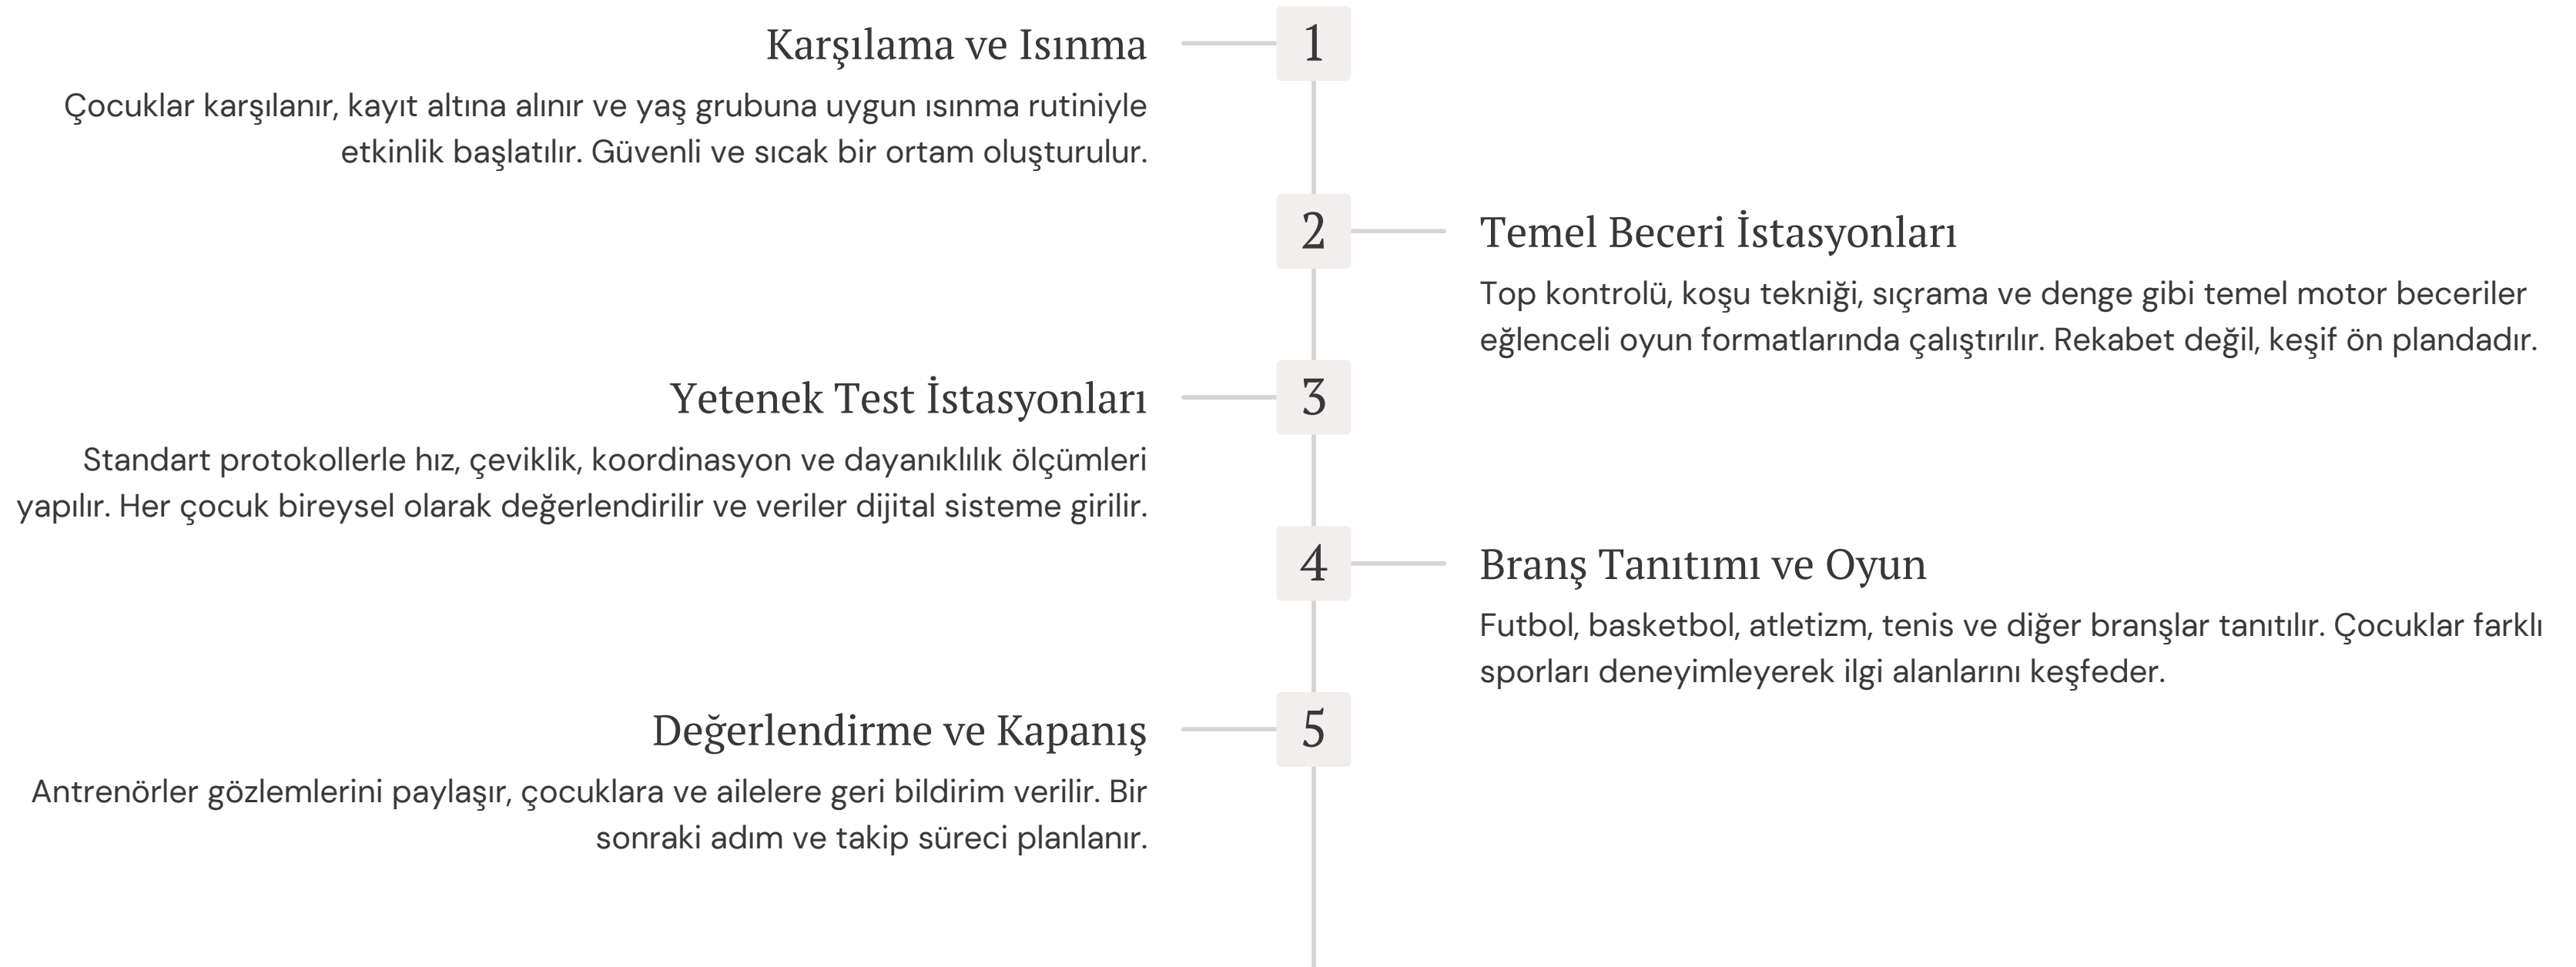 Karşılama ve Isınma
1
Çocuklar karşılanır, kayıt altına alınır ve yaş grubuna uygun ısınma rutiniyle
etkinlik başlatılır. Güvenli ve sıcak bir ortam oluşturulur.
2
Temel Beceri İstasyonları
Top kontrolü, koşu tekniği, sıçrama ve denge gibi temel motor beceriler
eğlenceli oyun formatlarında çalıştırılır. Rekabet değil, keşif ön plandadır.
Yetenek Test İstasyonları
3
Standart protokollerle hız, çeviklik, koordinasyon ve dayanıklılık ölçümleri
yapılır. Her çocuk bireysel olarak değerlendirilir ve veriler dijital sisteme girilir.
4
Branş Tanıtımı ve Oyun
Futbol, basketbol, atletizm, tenis ve diğer branşlar tanıtılır. Çocuklar farklı
sporları deneyimleyerek ilgi alanlarını keşfeder.
Değerlendirme ve Kapanış
5
Antrenörler gözlemlerini paylaşır, çocuklara ve ailelere geri bildirim verilir. Bir
sonraki adım ve takip süreci planlanır.